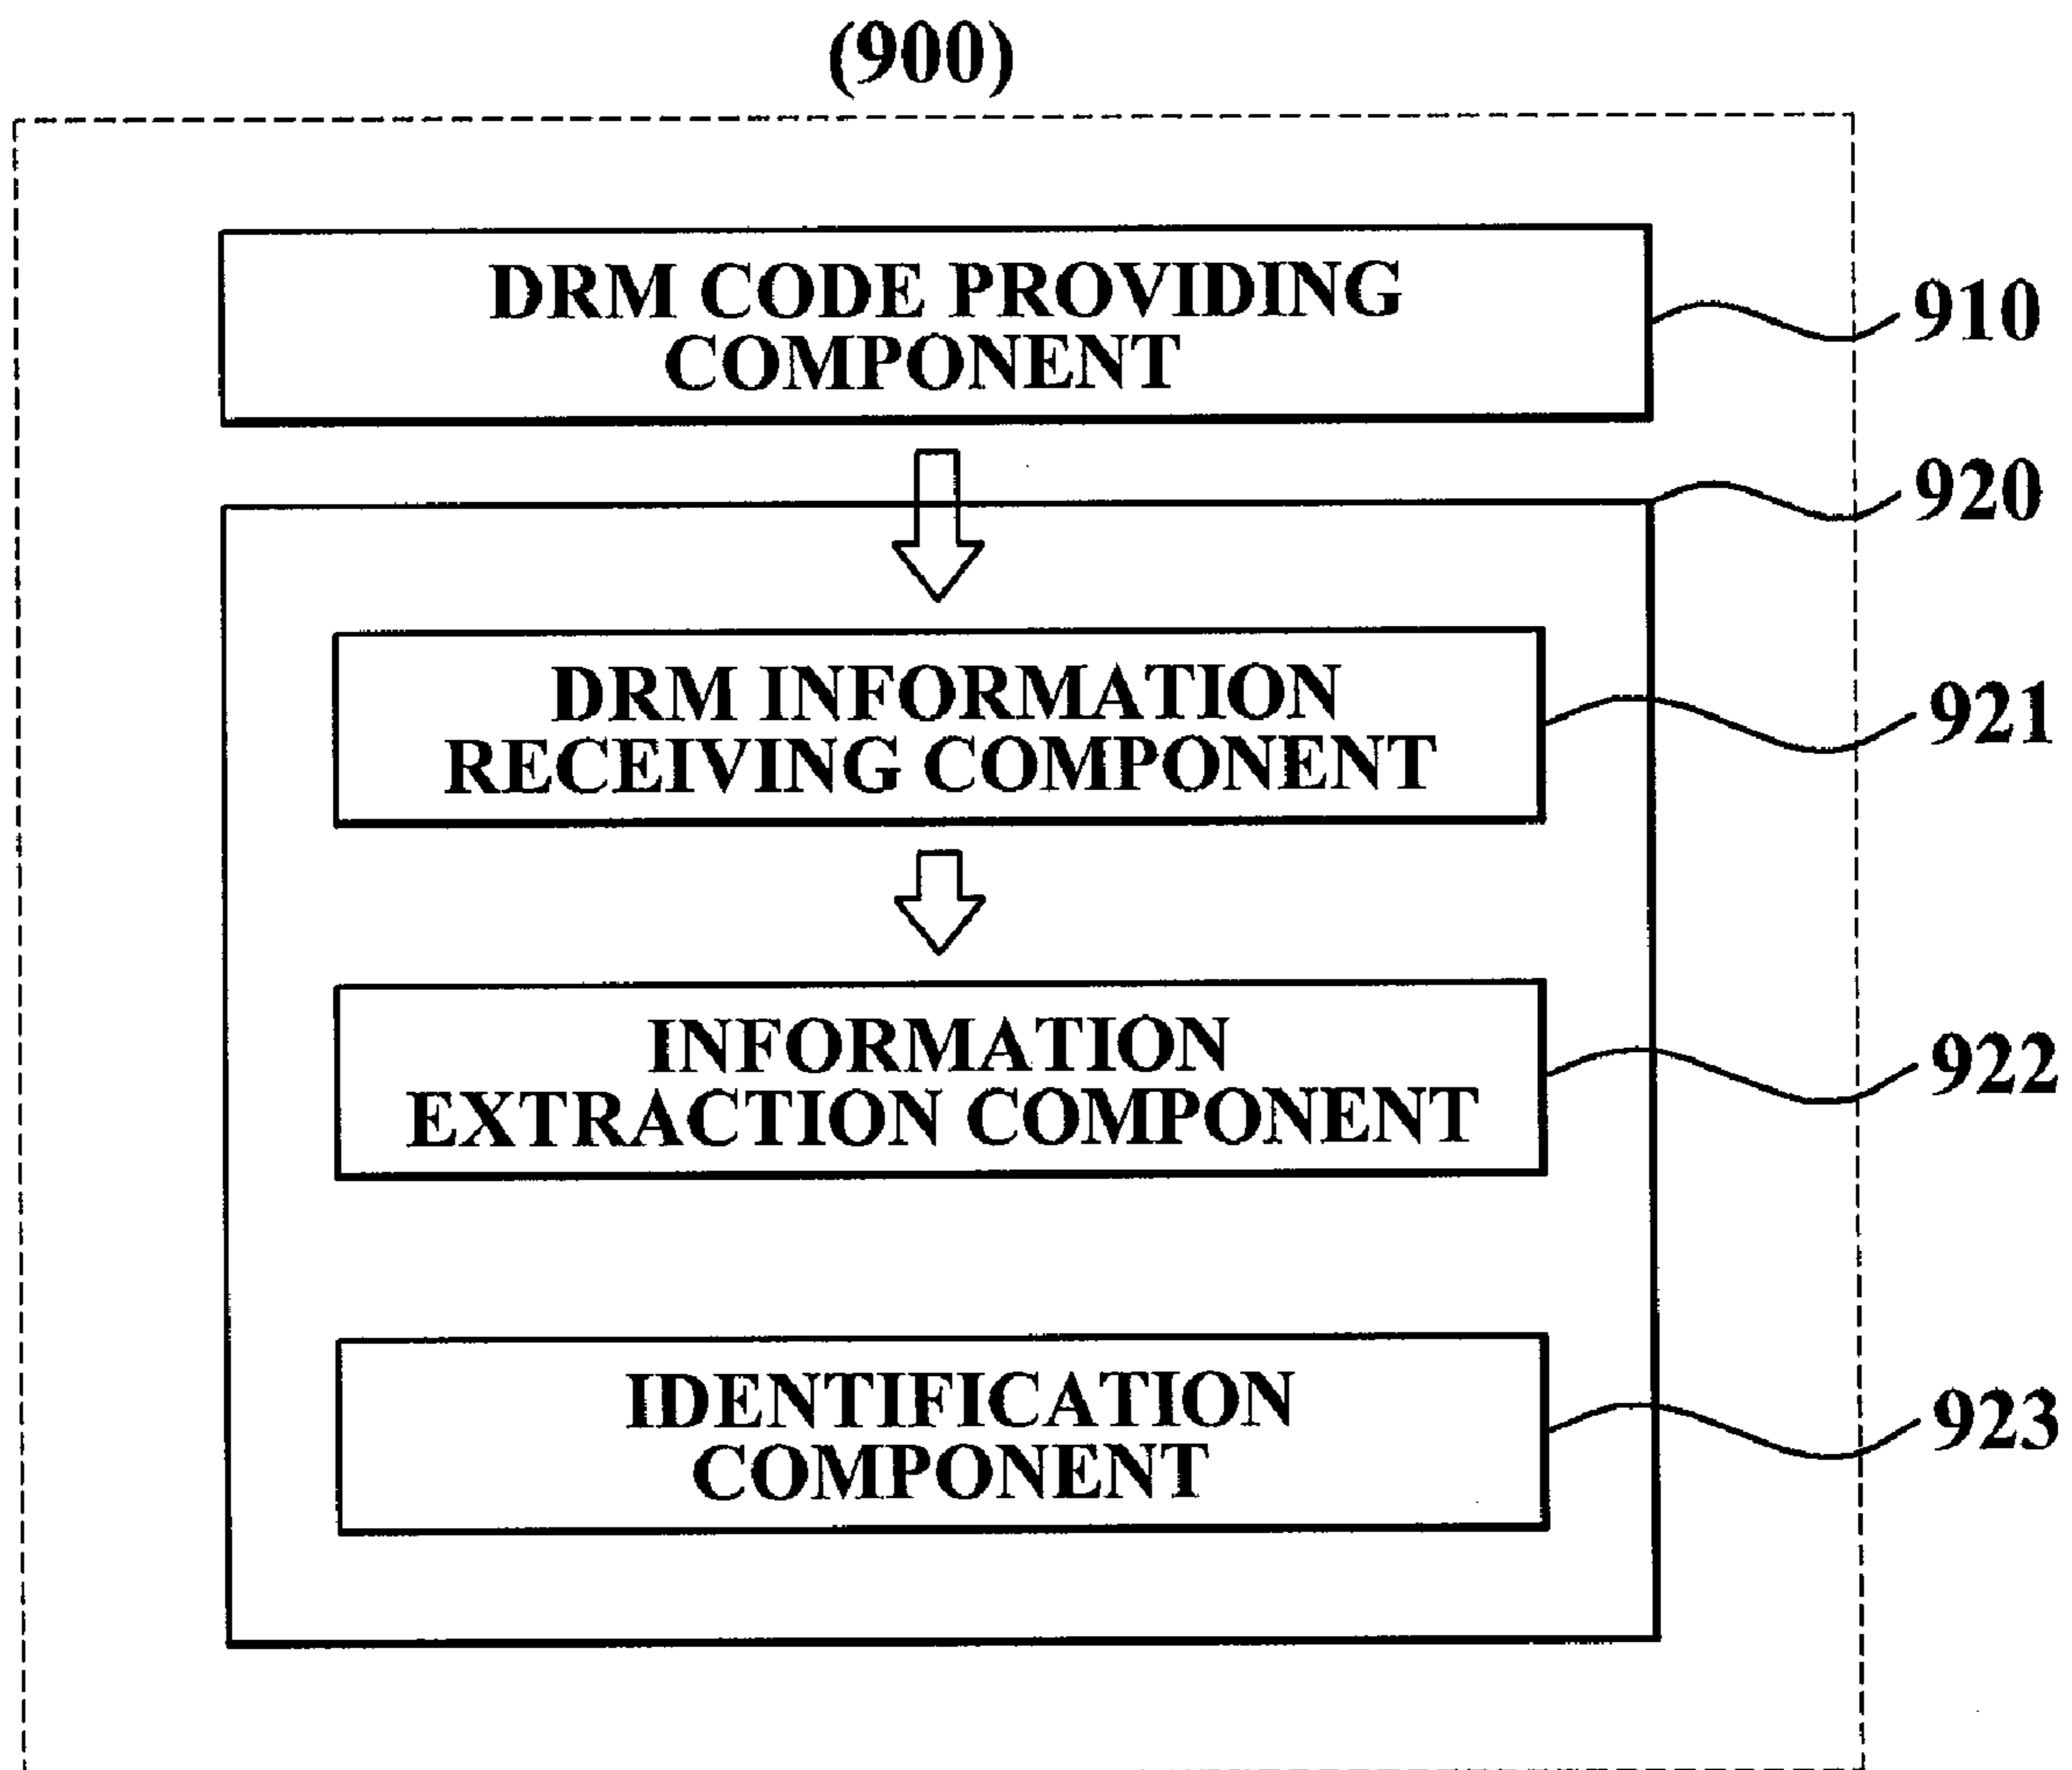 (900)
DRM CODE PROVIDING
COMPONENT
910
920
DRM INFORMATION
RECEIVING COMPONENT
921
INFORMATION
EXTRACTION COMPONENT
922
IDENTIFICATION
COMPONENT
923